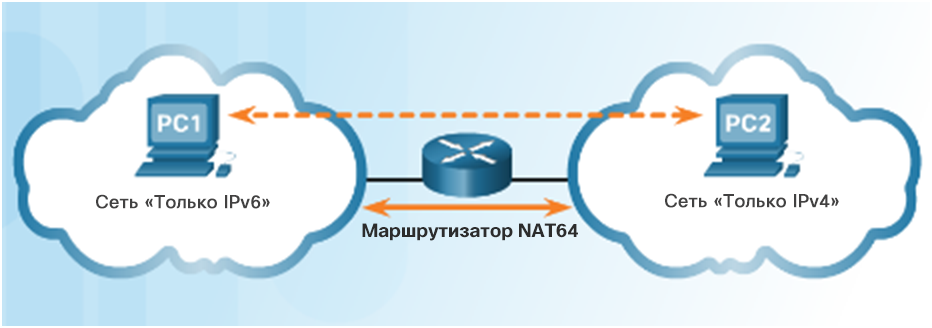 PC1
PC2
Сеть «Только IPv6»
Сеть «Только IPv4»
Маршрутизатор NAT64